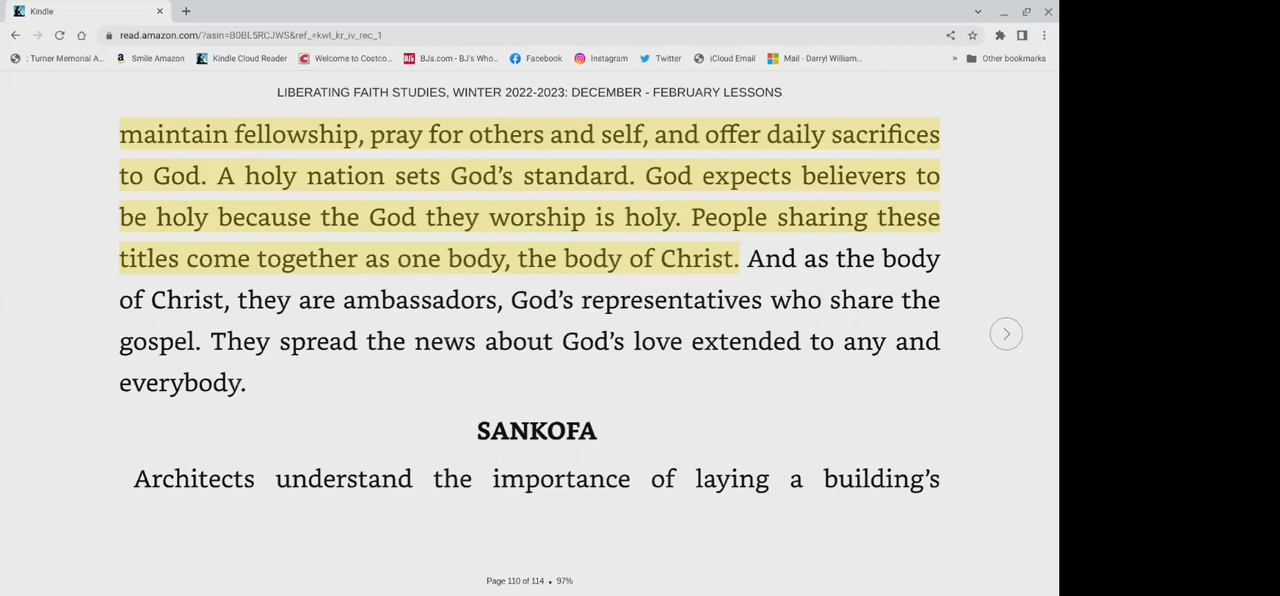 Kindle
read.amazon.com/?asin=B0BL5RCJWS&ref_=kwl_kr_iv_rec_1
: Turner Memorial A... Smile Amazon Kindle Cloud Reader Welcome to Costco... BJs.com - BJ's Who... Facebook Instagram Twitter iCloud Email Mail - Darryl William... » Other bookmarks
LIBERATING FAITH STUDIES, WINTER 2022-2023: DECEMBER - FEBRUARY LESSONS
maintain fellowship, pray for others and self, and offer daily sacrifices
to God. A holy nation sets God’s standard. God expects believers to
be holy because the God they worship is holy. People sharing these
titles come together as one body, the body of Christ. And as the body
of Christ, they are ambassadors, God’s representatives who share the
gospel. They spread the news about God’s love extended to any and
everybody.
SANKOFA
Architects understand the importance of laying a building’s
Page 110 of 114 • 97%